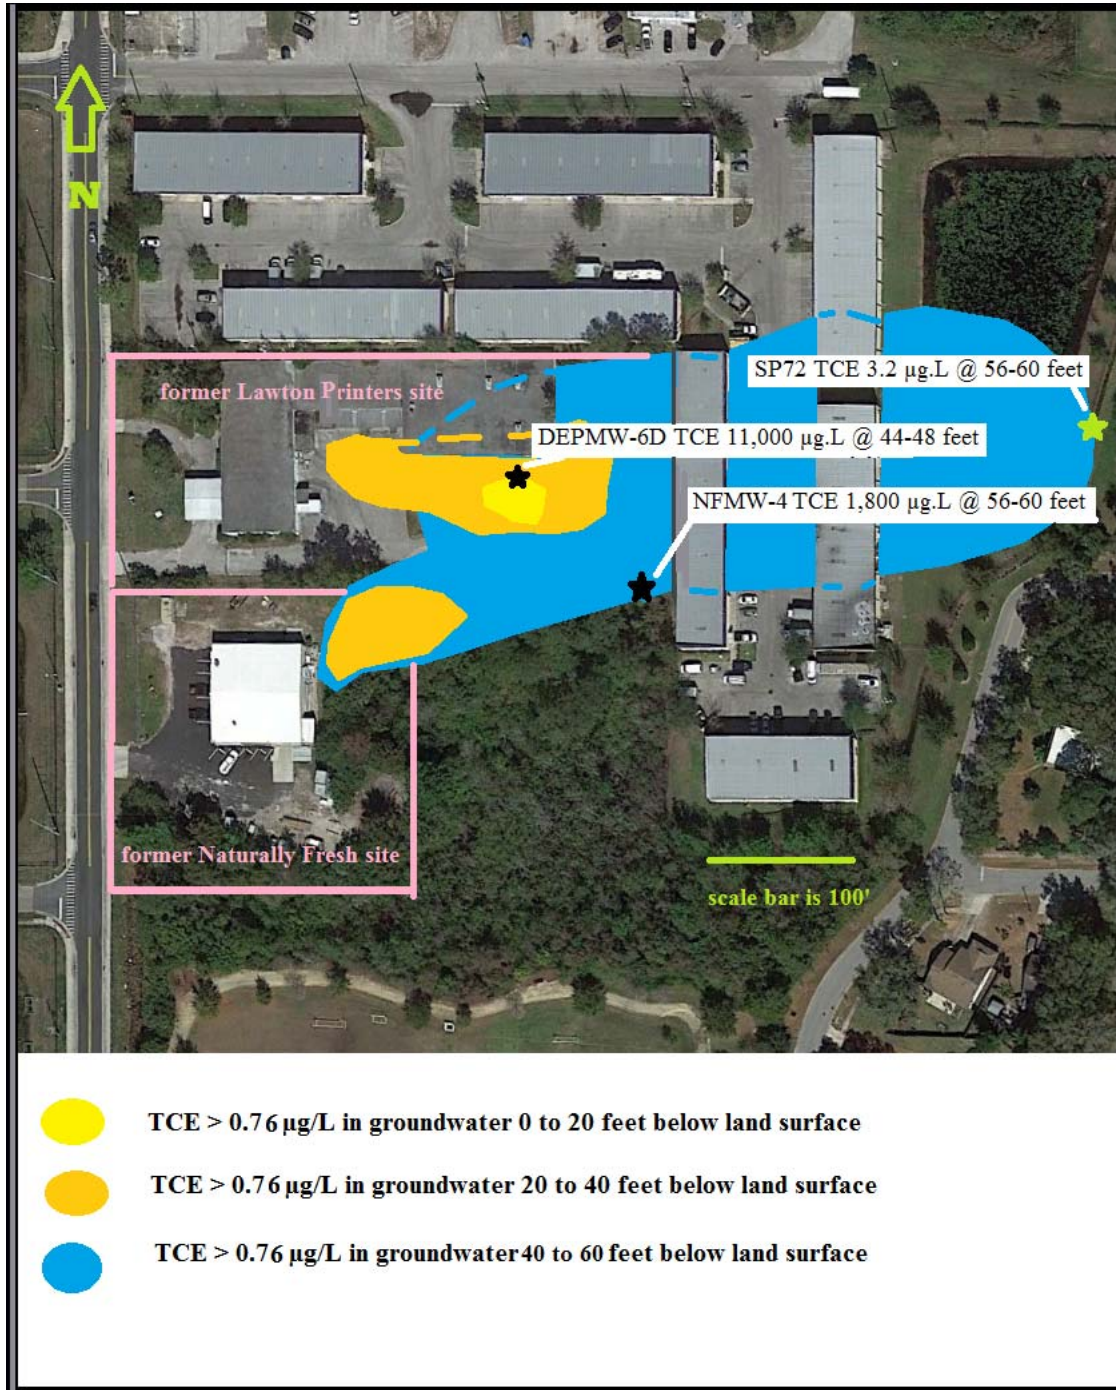 N
former Lawton Printers site
SP72 TCE 3.2 µg.L @ 56-60 feet
DEPMW-6D TCE 11,000 µg.L @ 44-48 feet
NFMW-4 TCE 1,800 µg.L @ 56-60 feet
former Naturally Fresh site
scale bar is 100'
TCE > 0.76 µg/L in groundwater 0 to 20 feet below land surface
TCE > 0.76 µg/L in groundwater 20 to 40 feet below land surface
TCE > 0.76 µg/L in groundwater 40 to 60 feet below land surface